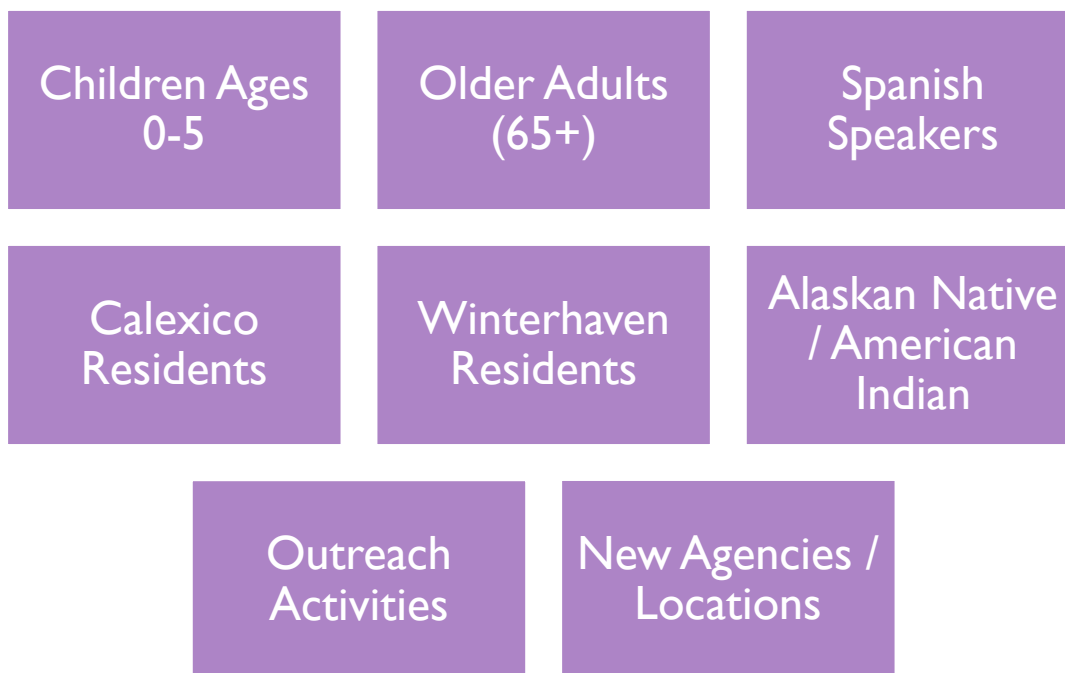 Children Ages
0-5
Older Adults
(65+)
Spanish
Speakers
Calexico
Residents
Winterhaven
Residents
Alaskan Native
/ American
Indian
Outreach
Activities
New Agencies /
Locations